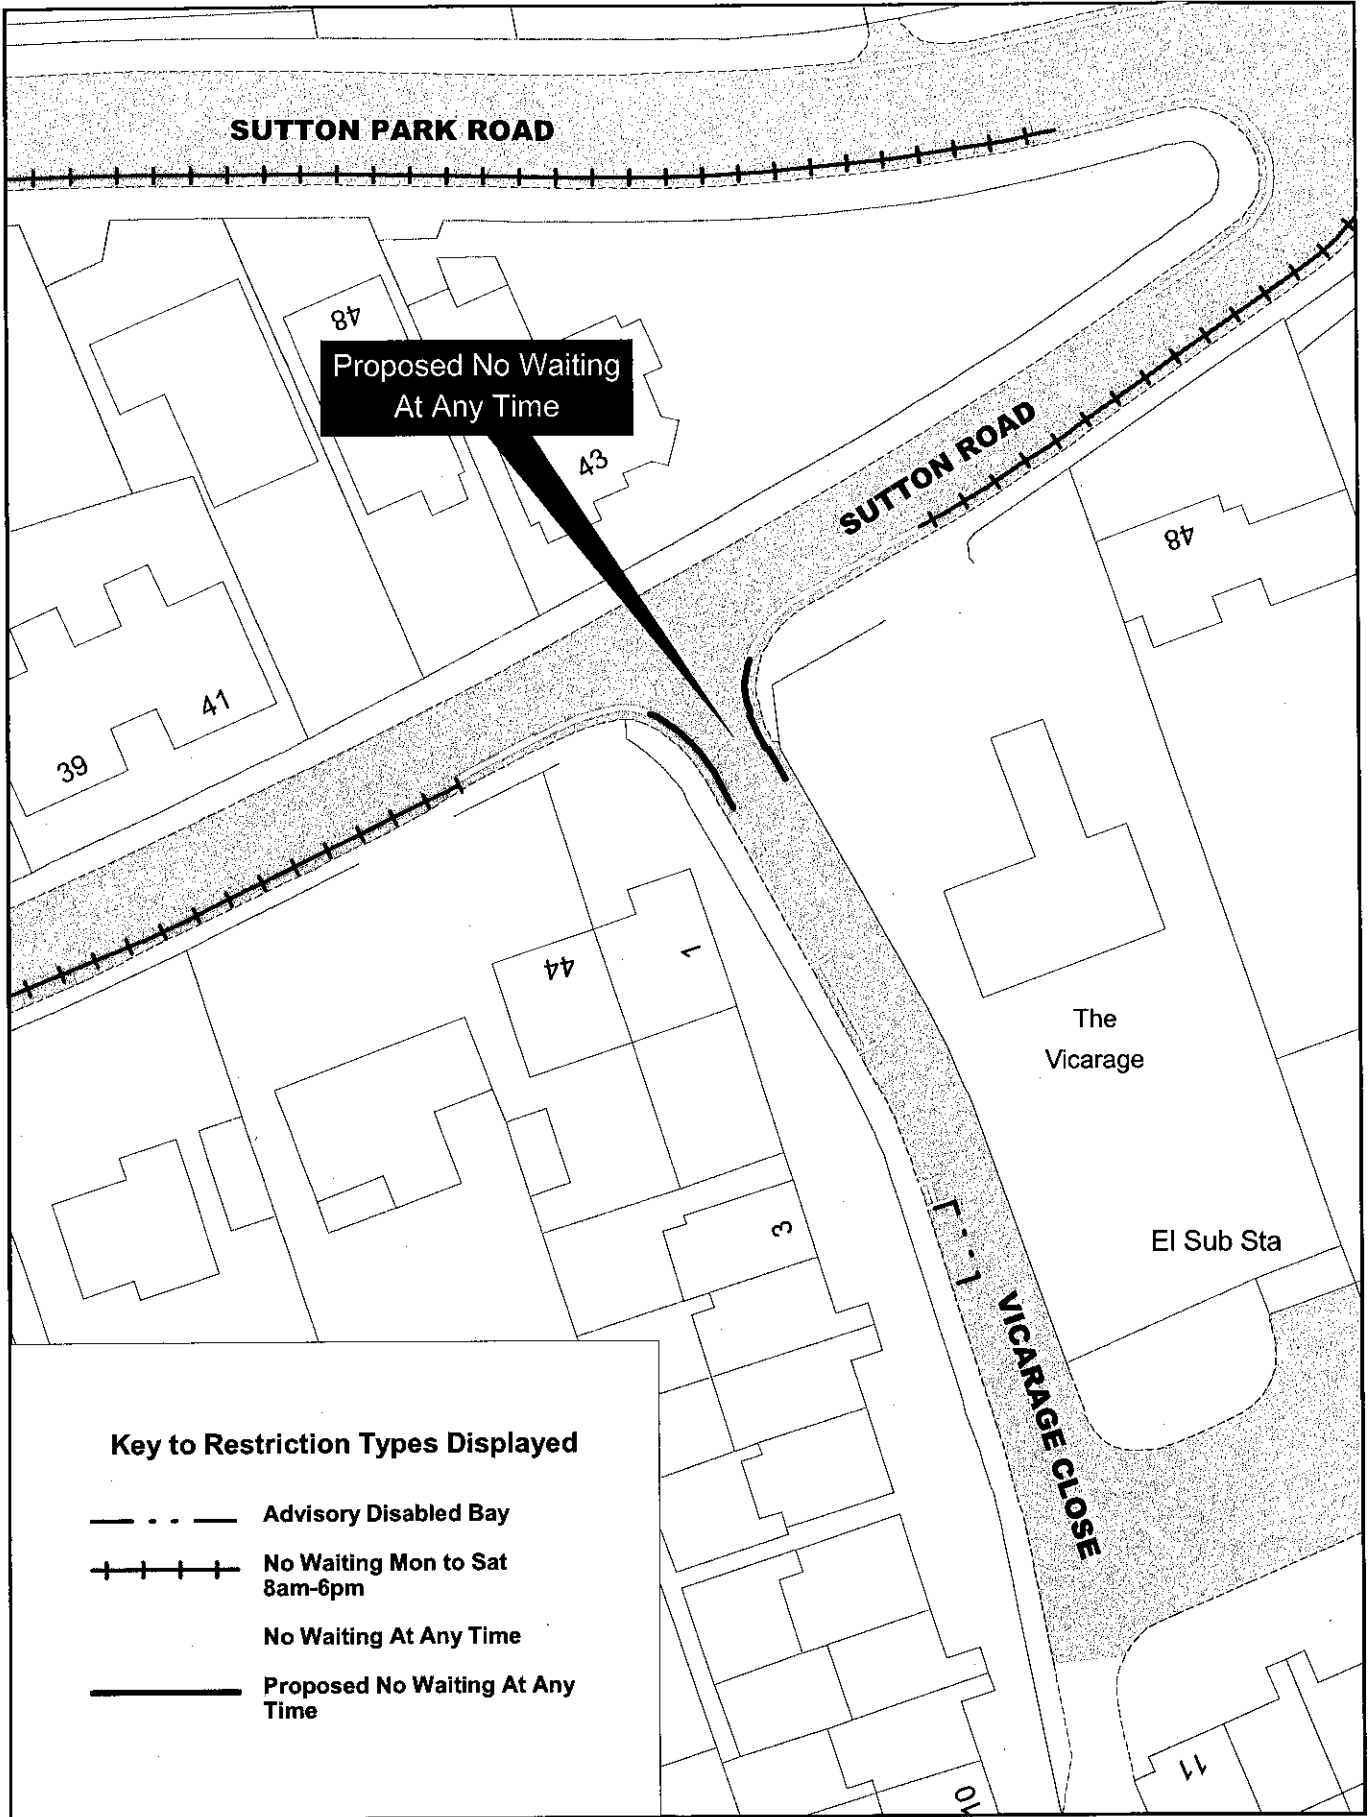 SUTTON PARK ROAD
48
Proposed No Waiting
At Any Time
43
SUTTON ROAD
48
41
39
44
1
The
Vicarage
3
El Sub Sta
VICARAGE CLOSE
Key to Restriction Types Displayed
Advisory Disabled Bay
No Waiting Mon to Sat
8am-6pm
No Waiting At Any Time
Proposed No Waiting At Any
Time
11
10